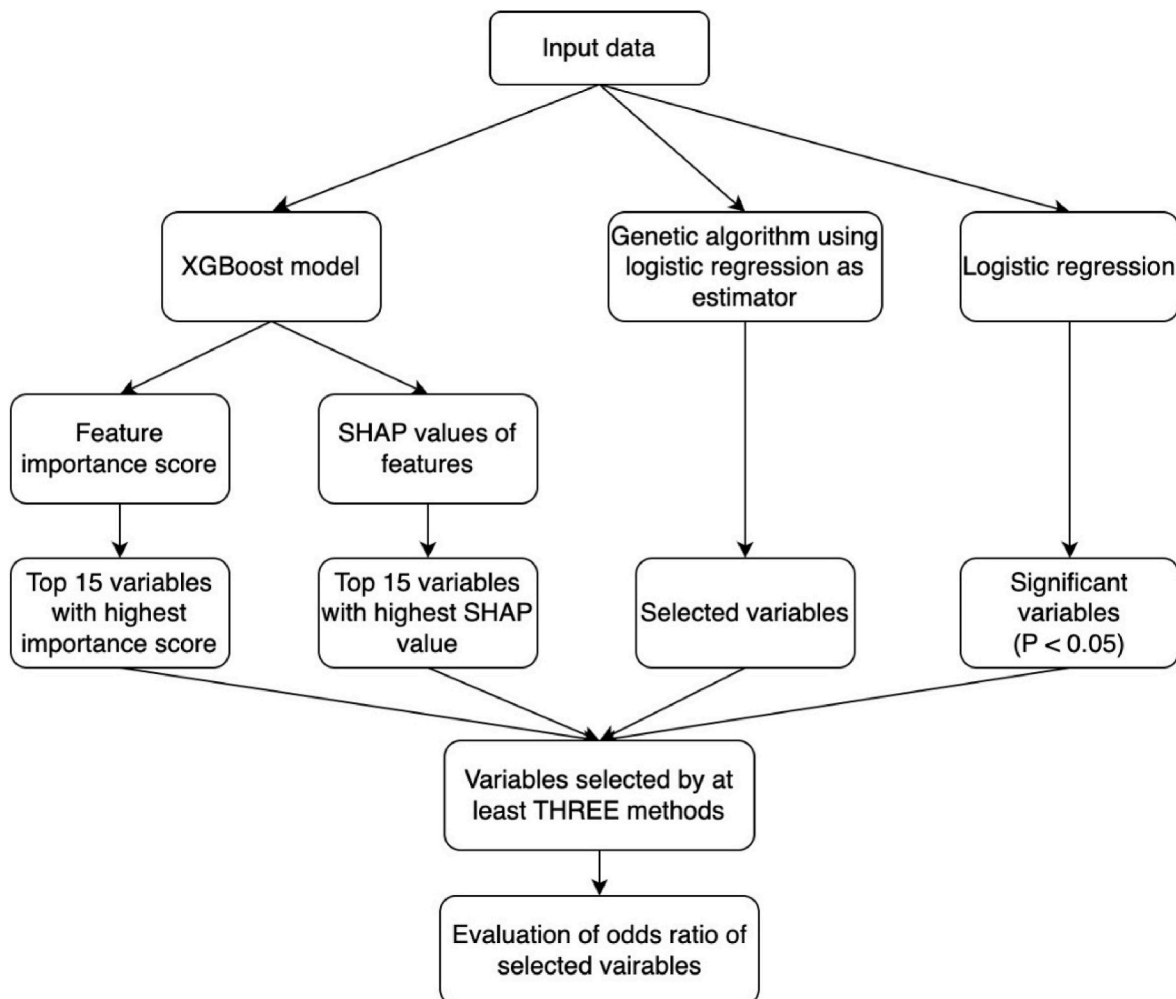 Input data
XGBoost model
Genetic algorithm using
logistic regression as
estimator
Logistic regression
Feature
importance score
SHAP values of
features
Top 15 variables
with highest
importance score
Top 15 variables
with highest SHAP
value
Selected variables
Significant
variables
(P < 0.05)
Variables selected by at
least THREE methods
Evaluation of odds ratio of
selected vairables